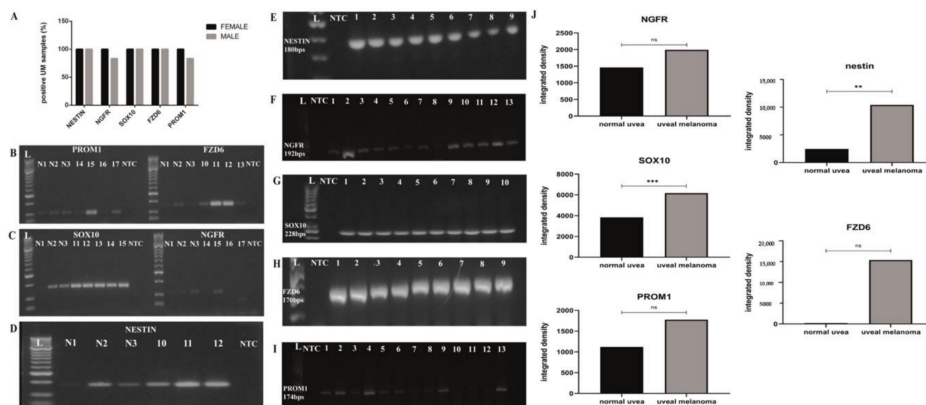 A
FEMALE
MALE
positive UM samples (%)
150
100
50
0
NESTIN
NGFR
SOX10
FZD6
PROM1
B
PROM1
FZD6
L
N1 N2 N3 14 15 16 17 NTC
N1 N2 N3 10 11 12 13 NTC
C
SOX10
NGFR
L
N1 N2 N3 11 12 13 14 15 NTC
N1 N2 N3 14 15 16 17 NTC
D
NESTIN
L N1 N2 N3 10 11 12 NTC
E
L NTC 1 2 3 4 5 6 7 8 9
NESTIN
180bps
F
L NTC 1 2 3 4 5 6 7 8 9 10 11 12 13
NGFR
192bps
G
L NTC 1 2 3 4 5 6 7 8 9 10
SOX10
228bps
H
L NTC 1 2 3 4 5 6 7 8 9
FZD6
170bps
I
L NTC 1 2 3 4 5 6 7 8 9 10 11 12 13
PROM1
174bps
J
NGFR
ns
integrated density
2500
2000
1500
1000
500
0
normal uvea
uveal melanoma
SOX10
***
integrated density
8000
6000
4000
2000
0
normal uvea
uveal melanoma
PROM1
ns
integrated density
2000
1500
1000
500
0
normal uvea
uveal melanoma
nestin
**
integrated density
15,000
10,000
5000
0
normal uvea
uveal melanoma
FZD6
ns
integrated density
20,000
15,000
10,000
5000
0
normal uvea
uveal melanoma